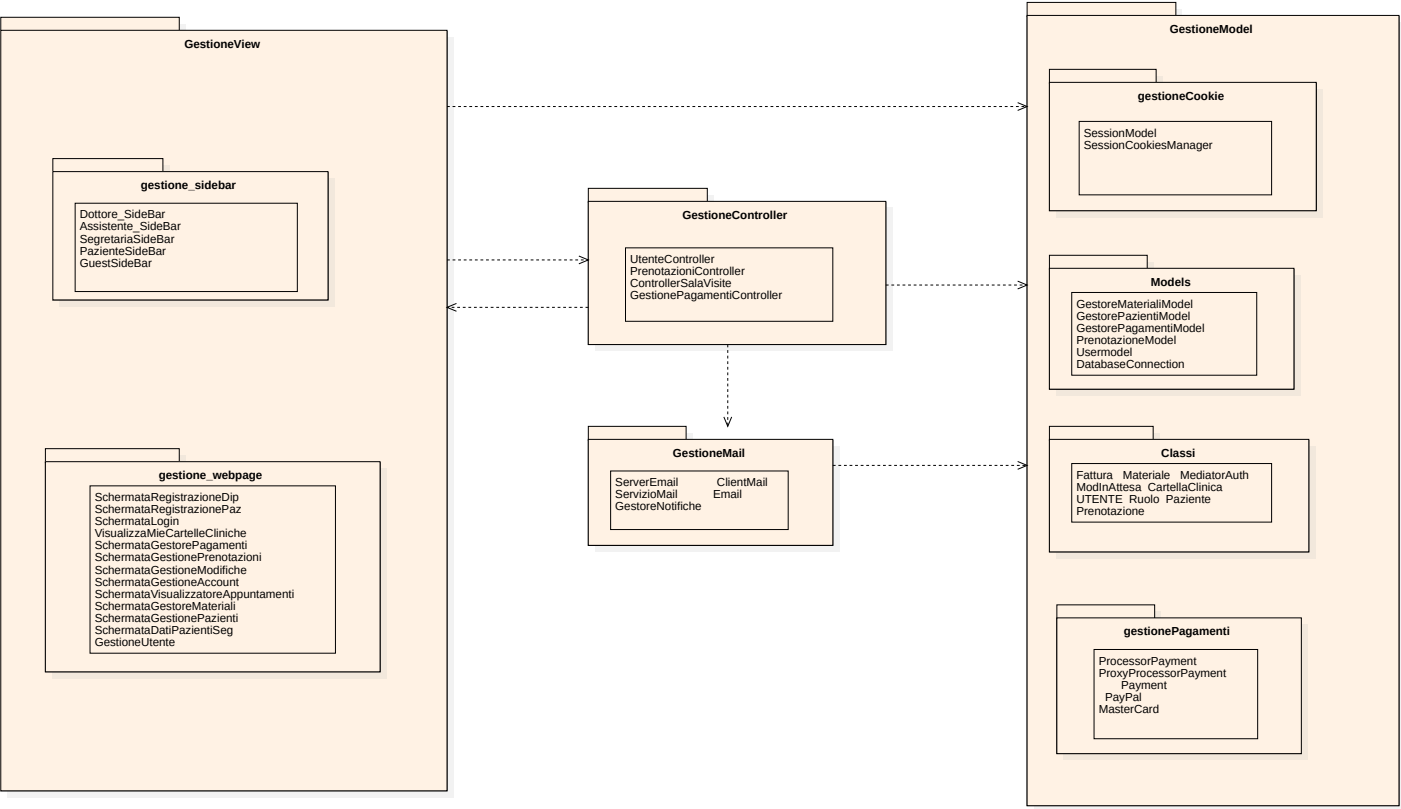 GestioneView
gestione_sidebar
Dottore_SideBar
Assistente_SideBar
SegretariaSideBar
PazienteSideBar
GuestSideBar
gestione_webpage
SchermataRegistrazioneDip
SchermataRegistrazionePaz
SchermataLogin
VisualizzaMieCartelleCliniche
SchermataGestorePagamenti
SchermataGestionePrenotazioni
SchermataGestioneModifiche
SchermataGestioneAccount
SchermataVisualizzatoreAppuntamenti
SchermataGestoreMateriali
SchermataGestionePazienti
SchermataDatiPazientiSeg
GestioneUtente
GestioneController
UtenteController
PrenotazioniController
ControllerSalaVisite
GestionePagamentiController
GestioneMail
ServerEmail ClientMail
ServizioMail Email
GestoreNotifiche
GestioneModel
gestioneCookie
SessionModel
SessionCookiesManager
Models
GestoreMaterialiModel
GestorePazientiModel
GestorePagamentiModel
PrenotazioneModel
Usermodel
DatabaseConnection
Classi
Fattura Materiale MediatorAuth
ModInAttesa CartellaClinica
UTENTE Ruolo Paziente
Prenotazione
gestionePagamenti
ProcessorPayment
ProxyProcessorPayment
Payment
PayPal
MasterCard